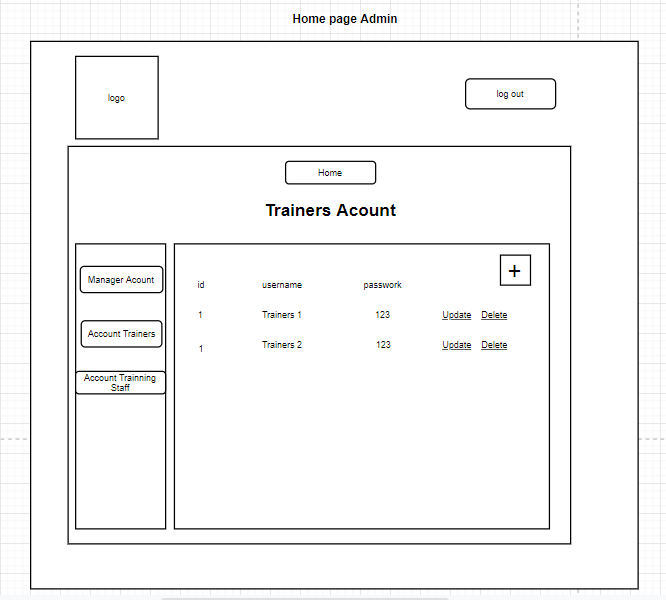 Home page Admin
logo
log out
Home
Trainers Acount
Manager Acount
Account Trainers
Account Trainning
Staff
+
id username passwork
1 Trainers 1 123 Update Delete
1 Trainers 2 123 Update Delete